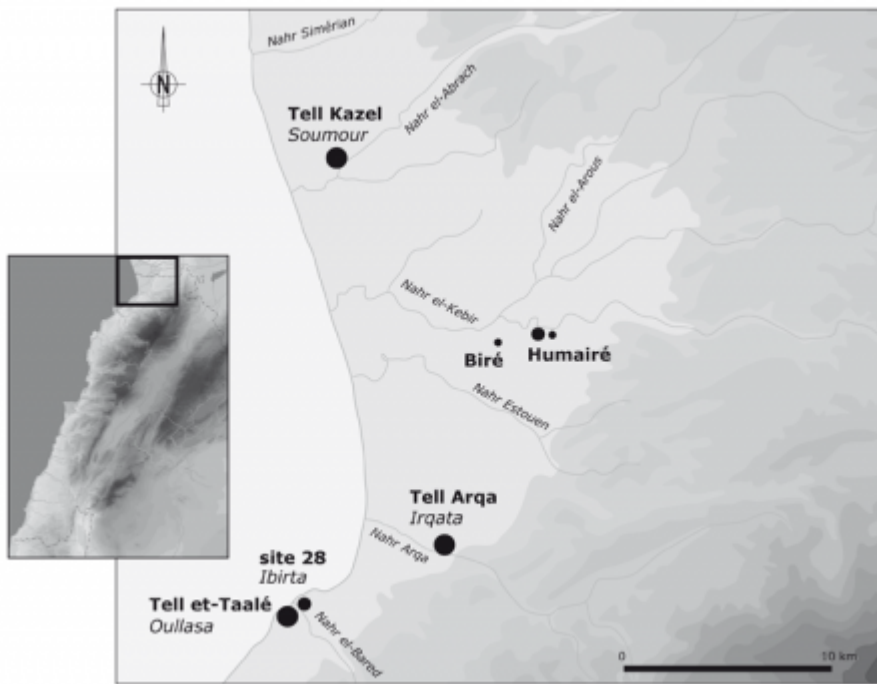 Nahr Simèrian
N
Tell Kazel
Soumour
Nahr el-Abrach
Nahr el-Arous
Nahr el-Kebir
Biré
Humairé
Nahr Estouen
Tell Arqa
Irqata
Nahr Arqa
site 28
Ibirta
Tell et-Taalé
Oullasa
Nahr el-Bared
0
10 km